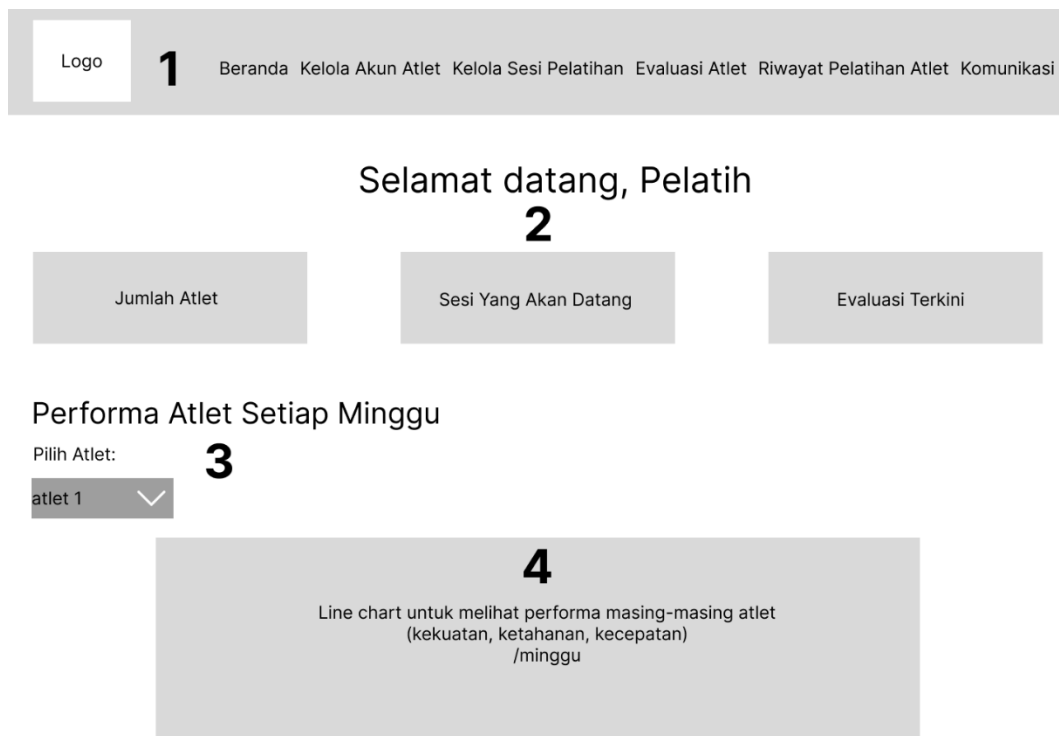 Logo
1
Beranda Kelola Akun Atlet Kelola Sesi Pelatihan Evaluasi Atlet Riwayat Pelatihan Atlet Komunikasi
Selamat datang, Pelatih
2
Jumlah Atlet
Sesi Yang Akan Datang
Evaluasi Terkini
Performa Atlet Setiap Minggu
Pilih Atlet:
3
atlet 1
4
Line chart untuk melihat performa masing-masing atlet
(kekuatan, ketahanan, kecepatan)
/minggu